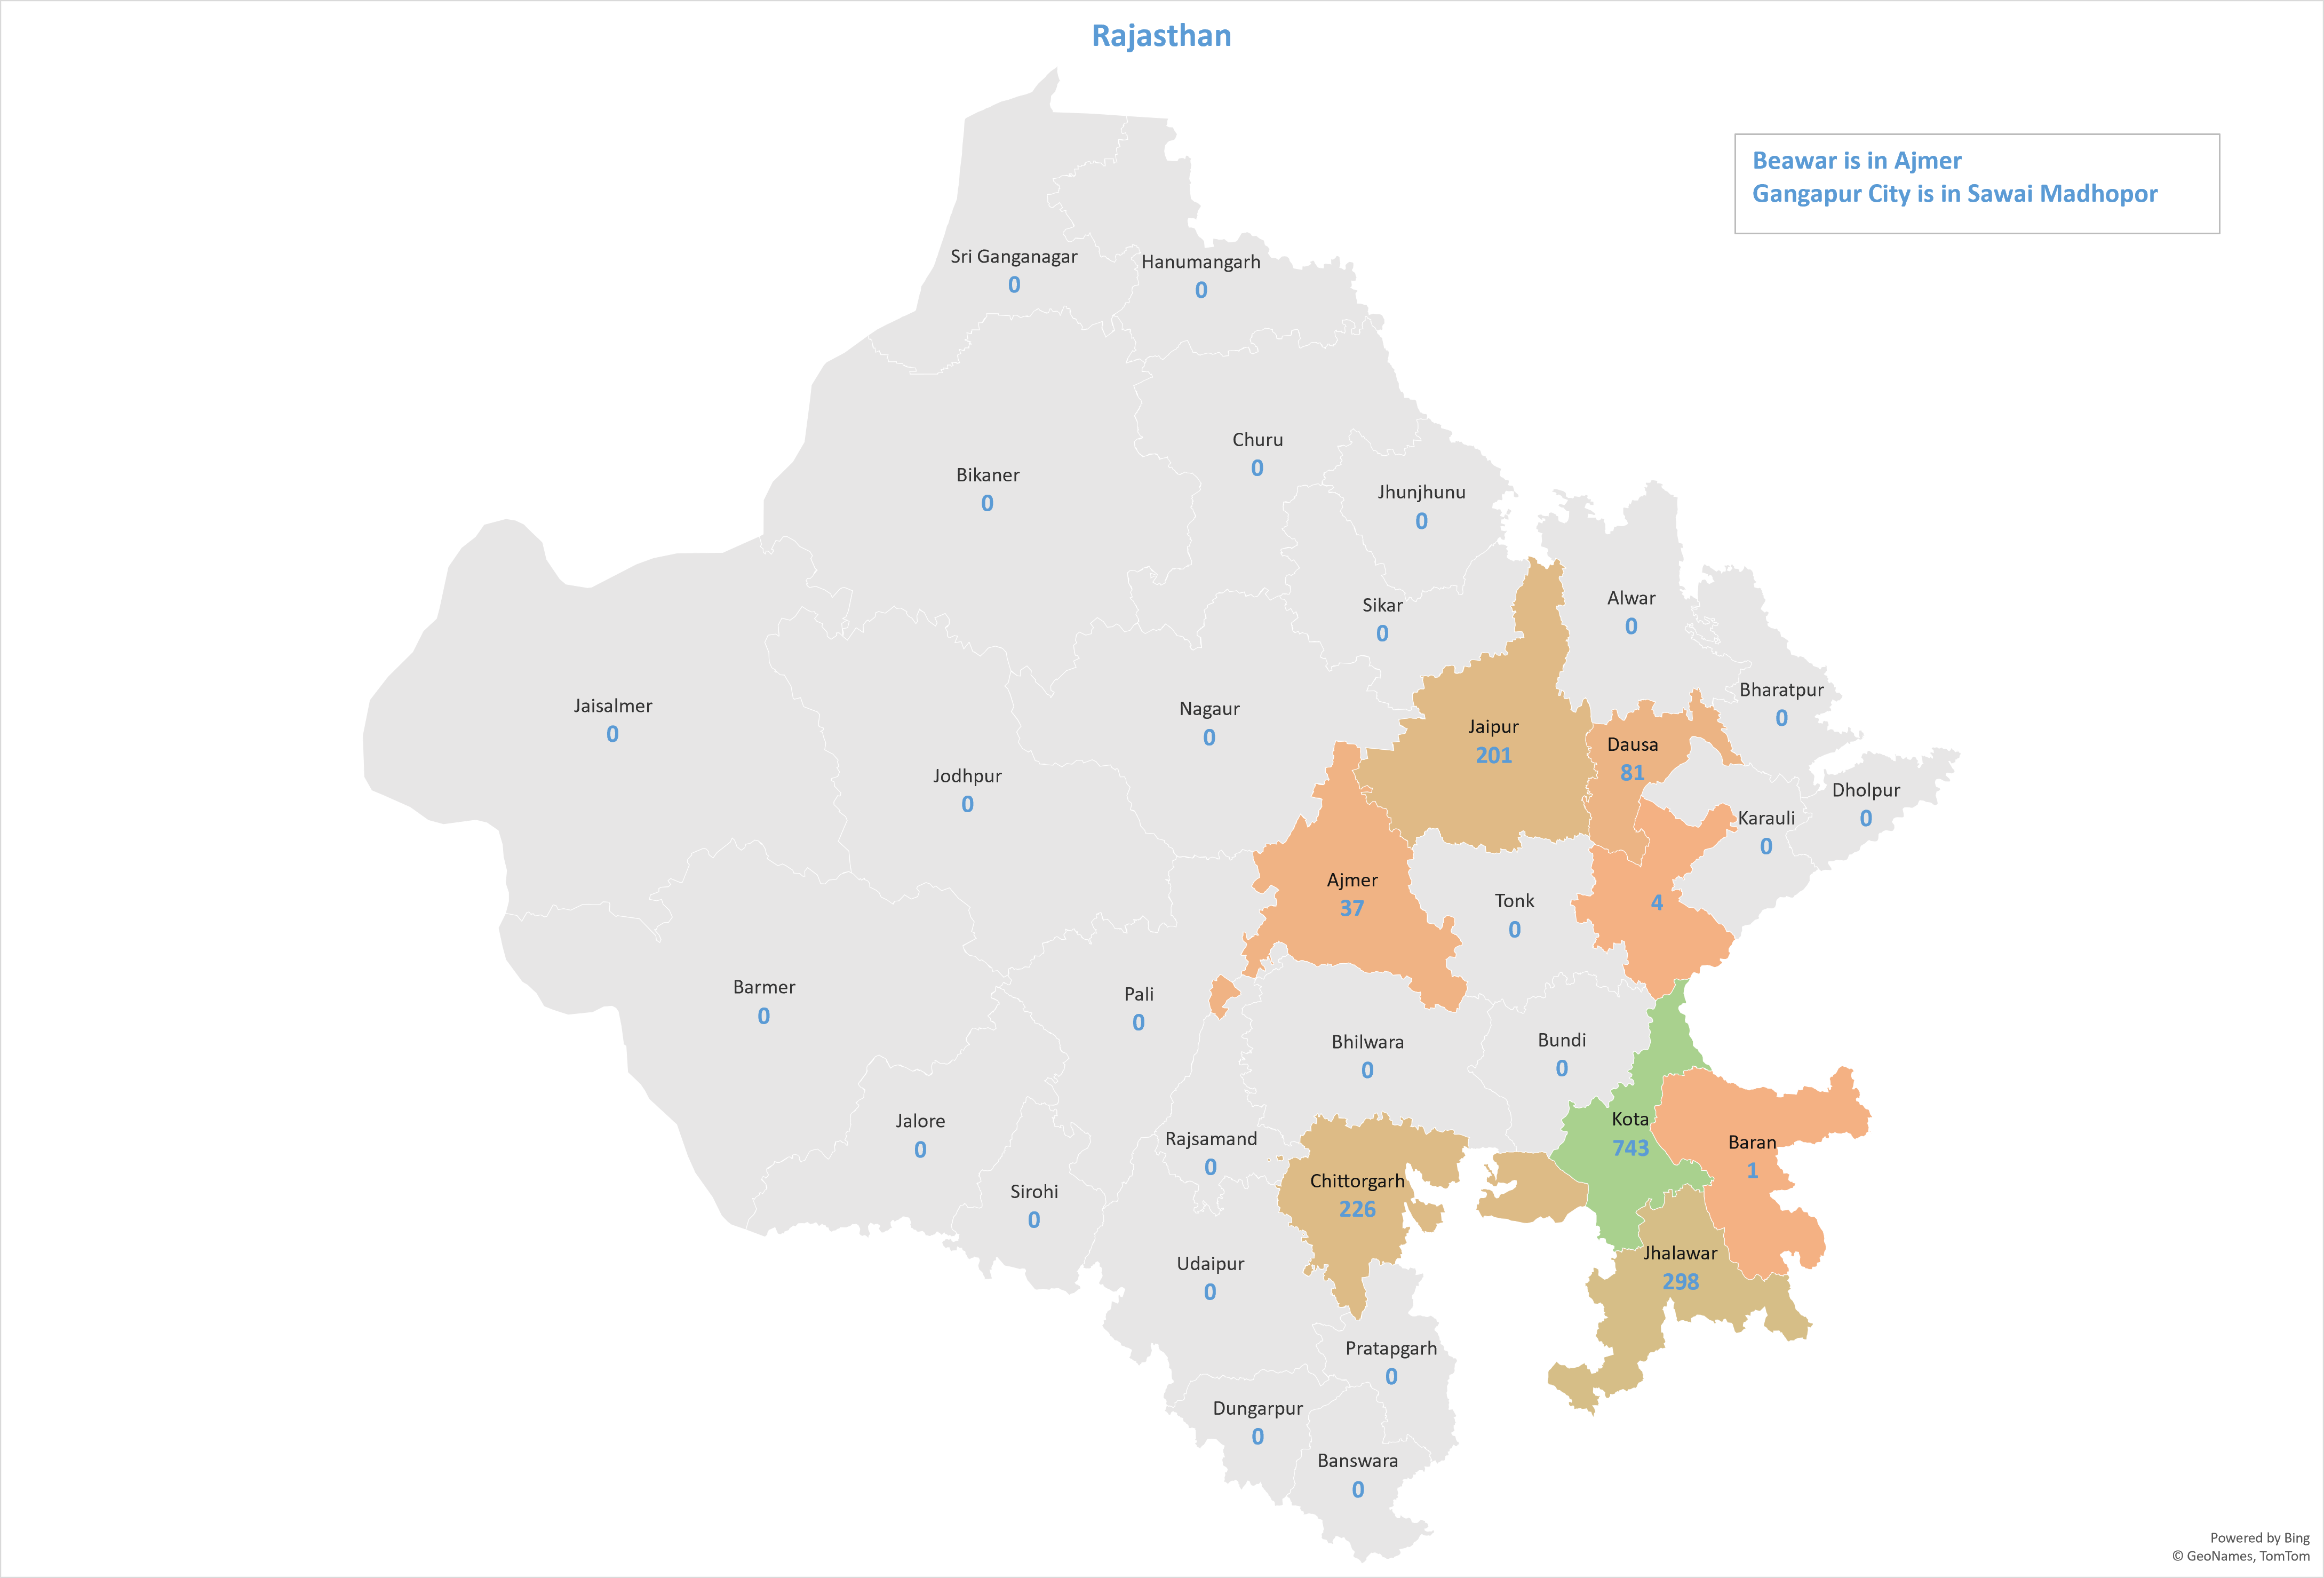 Rajasthan
Beawar is in Ajmer
Gangapur City is in Sawai Madhopor
Sri Ganganagar
0
Hanumangarh
0
Churu
0
Bikaner
0
Jhunjhunu
0
Sikar
0
Alwar
0
Bharatpur
0
Jaisalmer
0
Nagaur
0
Jaipur
201
Dausa
81
Jodhpur
0
Dholpur
0
Karauli
0
Ajmer
37
Tonk
0
4
Barmer
0
Pali
0
Bhilwara
0
Bundi
0
Jalore
0
Kota
743
Rajsamand
0
Baran
1
Sirohi
0
Chittorgarh
226
Udaipur
0
Jhalawar
298
Pratapgarh
0
Dungarpur
0
Banswara
0
Powered by Bing
© GeoNames, TomTom